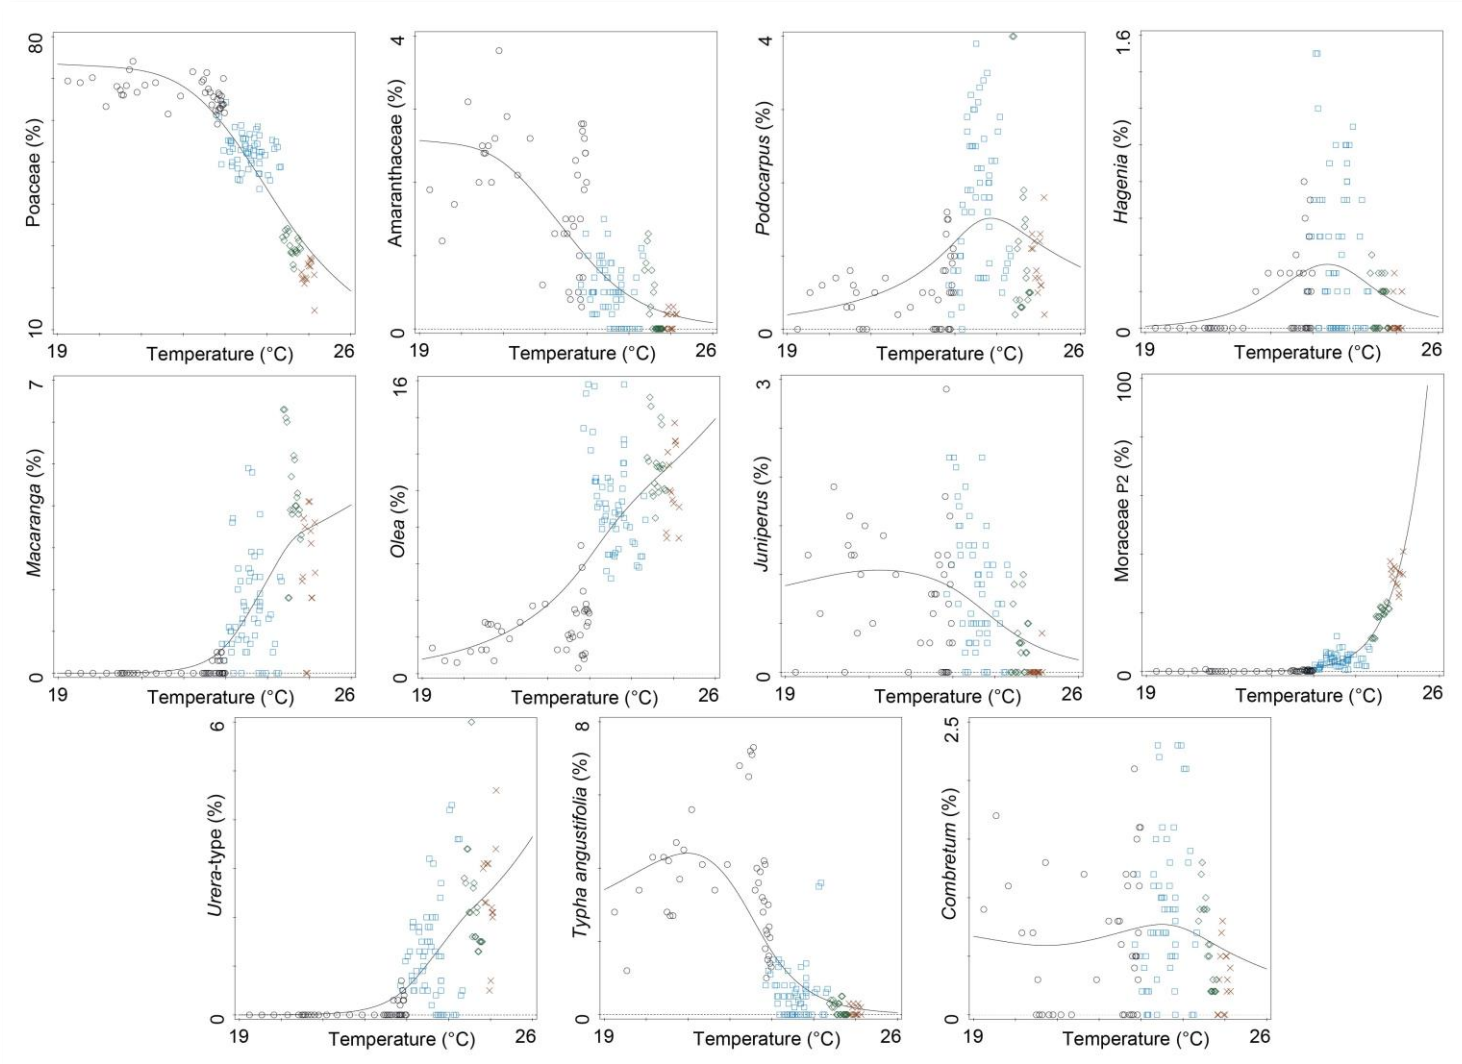 80
Poaceae (%)
10
19
Temperature (°C)
26
4
Amaranthaceae (%)
0
19
Temperature (°C)
26
4
Podocarpus (%)
0
19
Temperature (°C)
26
1.6
Hagenia (%)
0
19
Temperature (°C)
26
7
Macaranga (%)
0
19
Temperature (°C)
26
16
Olea (%)
0
19
Temperature (°C)
26
3
Juniperus (%)
0
19
Temperature (°C)
26
100
Moraceae P2 (%)
0
19
Temperature (°C)
26
6
Urera-type (%)
0
19
Temperature (°C)
26
8
Typha angustifolia (%)
0
19
Temperature (°C)
26
2.5
Combretum (%)
0
19
Temperature (°C)
26